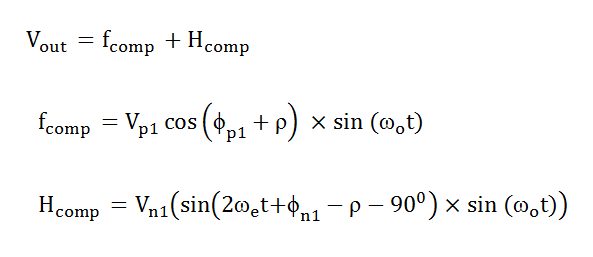 V_out = f_comp + H_comp
f_comp = V_p1 cos(ϕ_p1 + ρ) × sin (ω_o t)
H_comp = V_n1(sin(2ω_e t+ϕ_n1 − ρ − 90⁰) × sin (ω_o t))